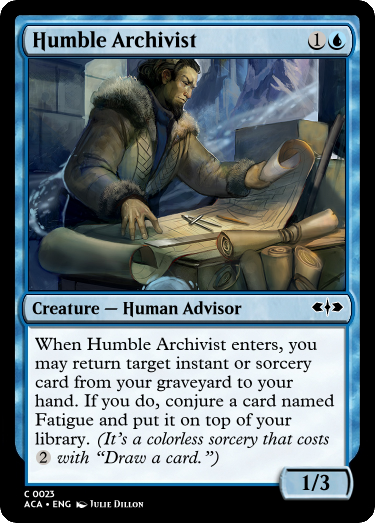 Humble Archivist 1
Creature — Human Advisor
When Humble Archivist enters, you
may return target instant or sorcery
card from your graveyard to your
hand. If you do, conjure a card named
Fatigue and put it on top of your
library. (It's a colorless sorcery that costs
2 with “Draw a card.”)
1/3
C 0023
ACA • ENG JULIE DILLON